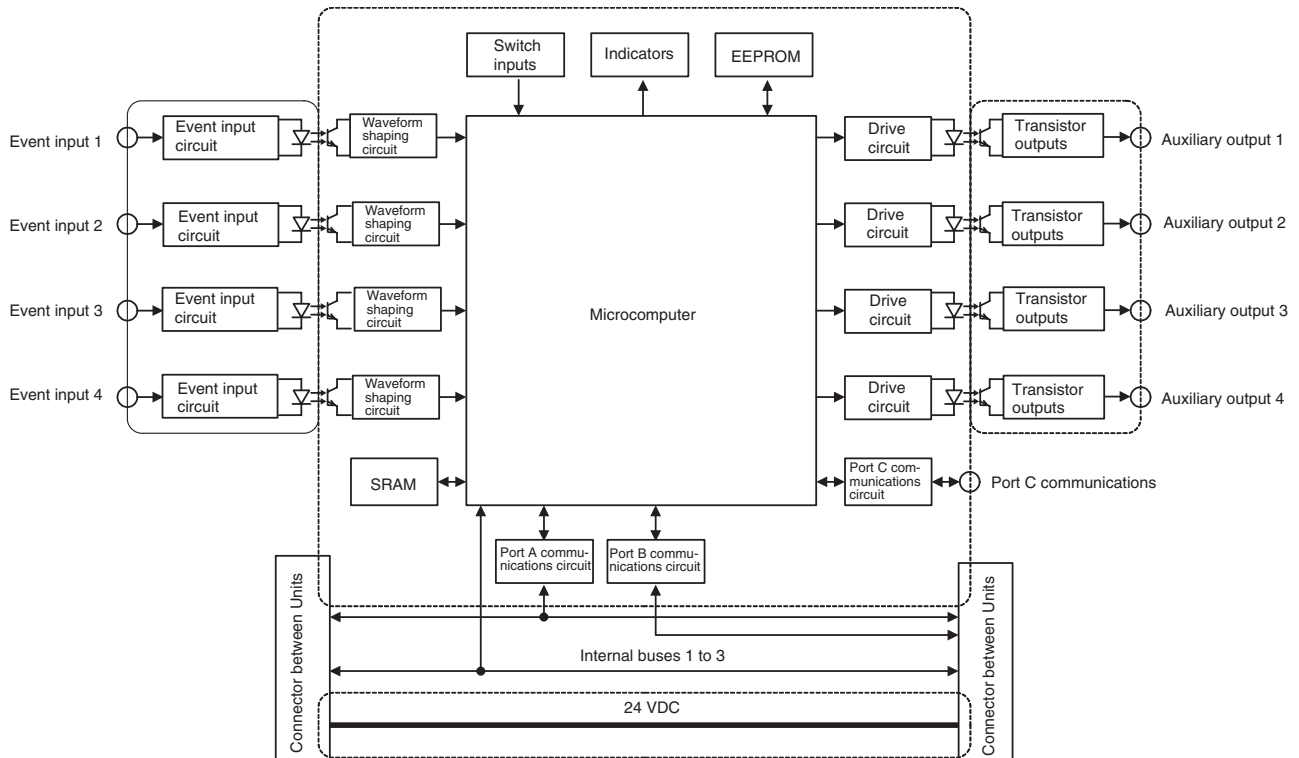 Switch
inputs
Indicators
EEPROM
Event input 1
Event input
circuit
Waveform
shaping
circuit
Drive
circuit
Transistor
outputs
Auxiliary output 1
Event input 2
Event input
circuit
Waveform
shaping
circuit
Drive
circuit
Transistor
outputs
Auxiliary output 2
Event input 3
Event input
circuit
Waveform
shaping
circuit
Microcomputer
Drive
circuit
Transistor
outputs
Auxiliary output 3
Event input 4
Event input
circuit
Waveform
shaping
circuit
Drive
circuit
Transistor
outputs
Auxiliary output 4
SRAM
Port C com-
munications
circuit
Port C communications
Port A commu-
nications circuit
Port B commu-
nications circuit
Connector between Units
Internal buses 1 to 3
24 VDC
Connector between Units